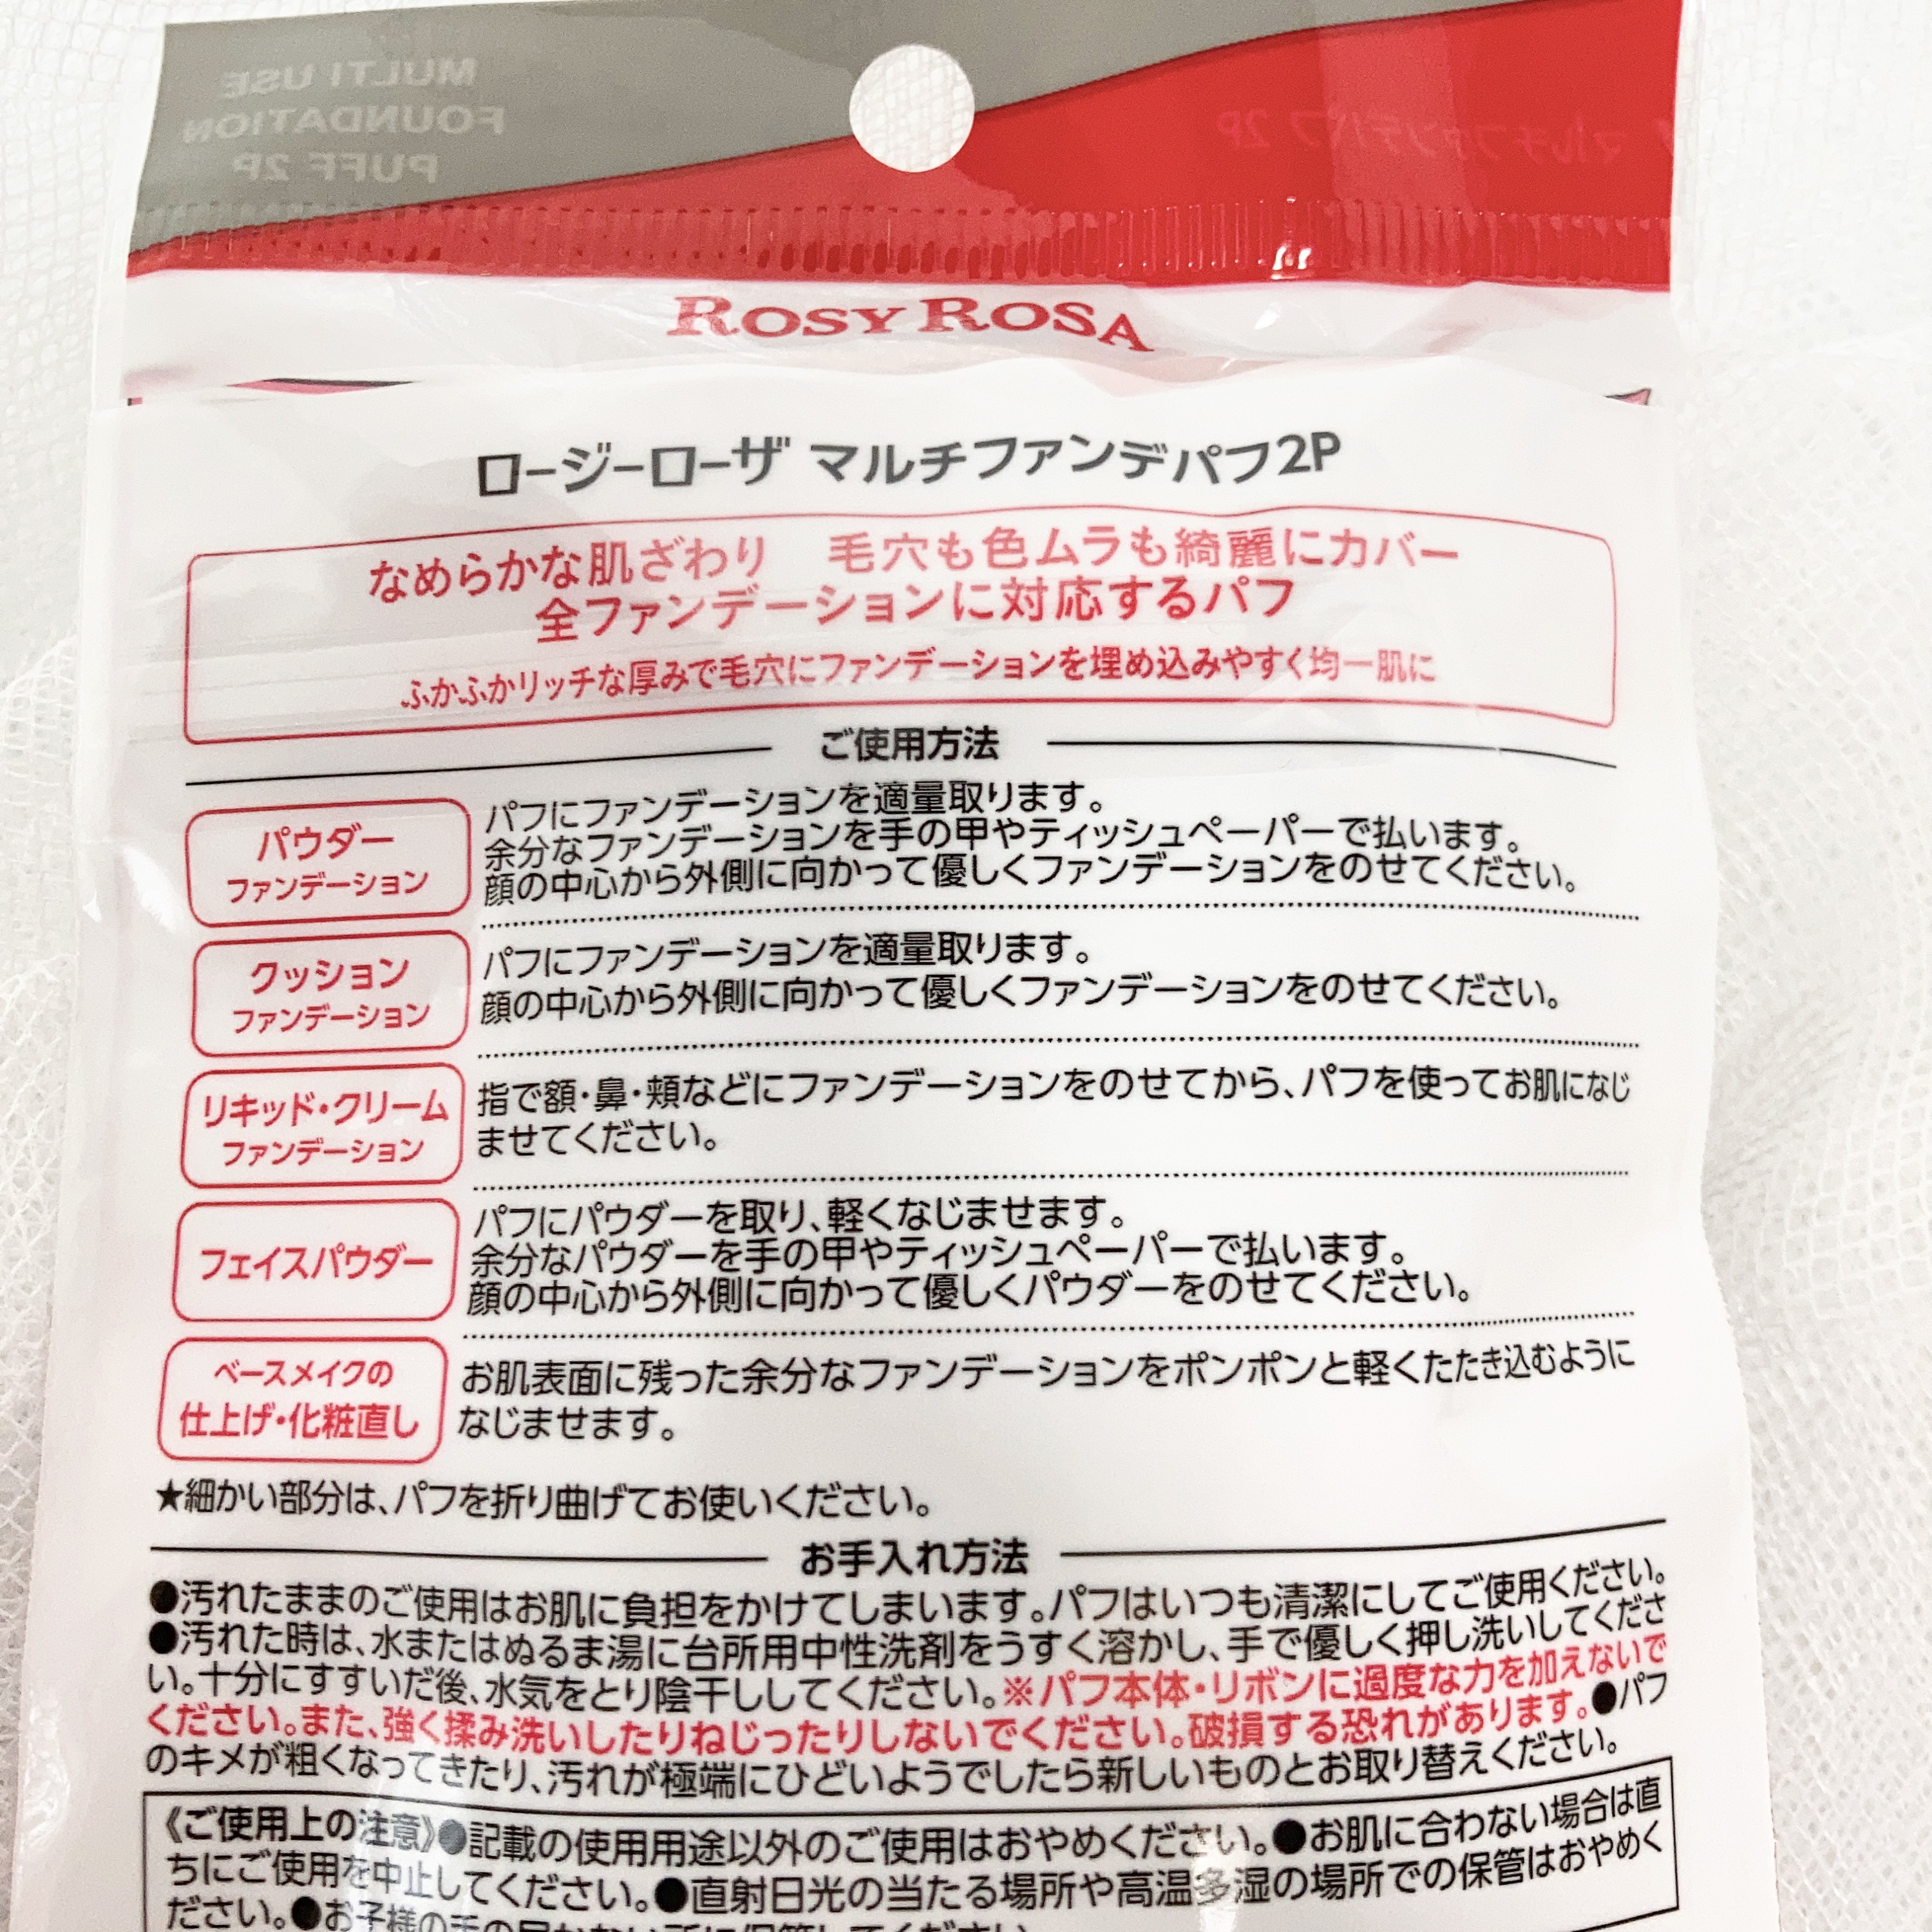 MULTI USE
FOUNDATION
PUFF 2P
マルチファンデパフ 2P
ROSY ROSA
ロージーローザ マルチファンデパフ2P
なめらかな肌ざわり 毛穴も色ムラも綺麗にカバー
全ファンデーションに対応するパフ
ふかふかリッチな厚みで毛穴にファンデーションを埋め込みやすく均一肌に
ご使用方法
パウダー
ファンデーション
パフにファンデーションを適量取ります。
余分なファンデーションを手の甲やティッシュペーパーで払います。
顔の中心から外側に向かって優しくファンデーションをのせてください。
クッション
ファンデーション
パフにファンデーションを適量取ります。
顔の中心から外側に向かって優しくファンデーションをのせてください。
リキッド・クリーム
ファンデーション
指で額・鼻・頬などにファンデーションをのせてから、パフを使ってお肌になじ
ませてください。
フェイスパウダー
パフにパウダーを取り、軽くなじませます。
余分なパウダーを手の甲やティッシュペーパーで払います。
顔の中心から外側に向かって優しくパウダーをのせてください。
ベースメイクの
仕上げ・化粧直し
お肌表面に残った余分なファンデーションをポンポンと軽くたたき込むように
なじませます。
★細かい部分は、パフを折り曲げてお使いください。
お手入れ方法
●汚れたままのご使用はお肌に負担をかけてしまいます。パフはいつも清潔にしてご使用ください。
●汚れた時は、水またはぬるま湯に台所用中性洗剤をうすく溶かし、手で優しく押し洗いしてくださ
い。十分にすすいだ後、水気をとり陰干ししてください。※パフ本体・リボンに過度な力を加えないで
ください。また、強く揉み洗いしたりねじったりしないでください。破損する恐れがあります。●パフ
のキメが粗くなってきたり、汚れが極端にひどいようでしたら新しいものとお取り替えください。
《ご使用上の注意》●記載の使用用途以外のご使用はおやめください。●お肌に合わない場合は直
ちにご使用を中止してください。●直射日光の当たる場所や高温多湿の場所での保管はおやめく
ださい。●お子様の手の届かない所に保管してください。